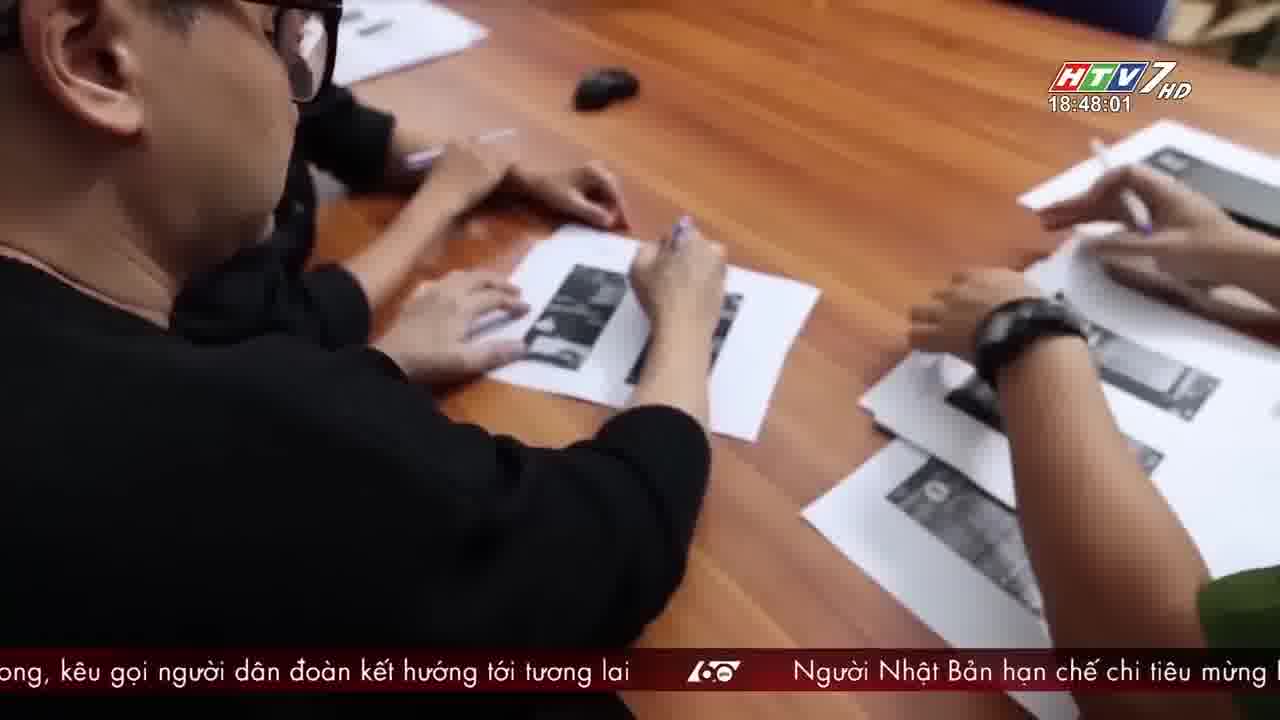 HTV7 HD
18:48:01
ong, kêu gọi người dân đoàn kết hướng tới tương lai 60 Người Nhật Bản hạn chế chi tiêu mừng